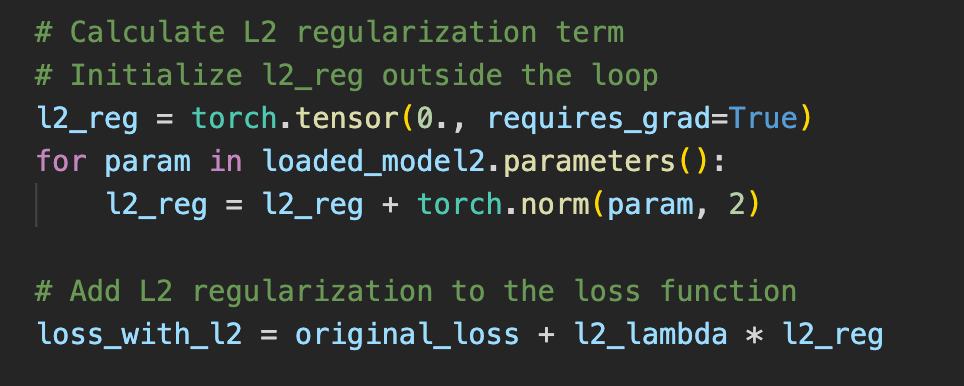 # Calculate L2 regularization term
# Initialize l2_reg outside the loop
l2_reg = torch.tensor(0., requires_grad=True)
for param in loaded_model2.parameters():
    l2_reg = l2_reg + torch.norm(param, 2)

# Add L2 regularization to the loss function
loss_with_l2 = original_loss + l2_lambda * l2_reg